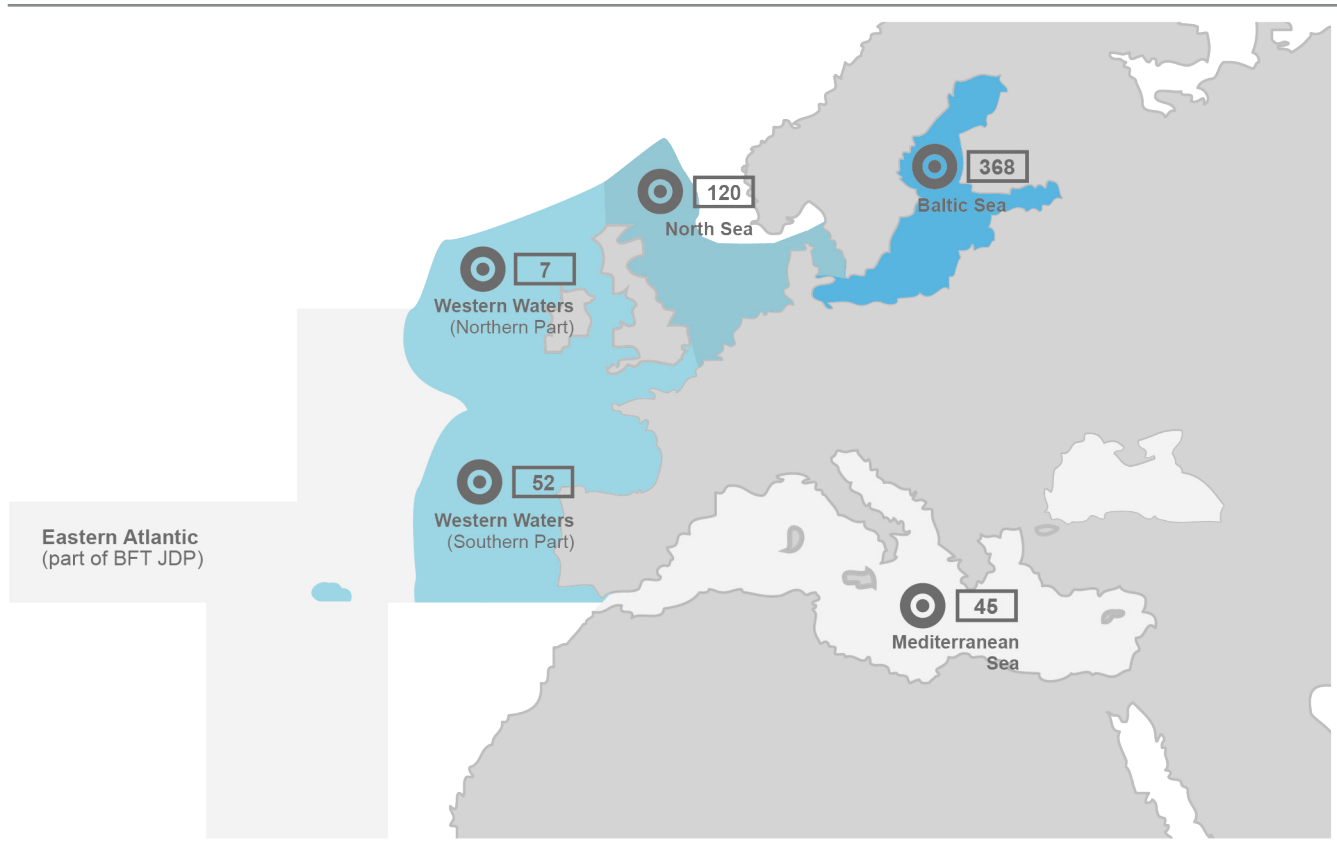 368
Baltic Sea
120
North Sea
7
Western Waters
(Northern Part)
52
Western Waters
(Southern Part)
Eastern Atlantic
(part of BFT JDP)
45
Mediterranean
Sea